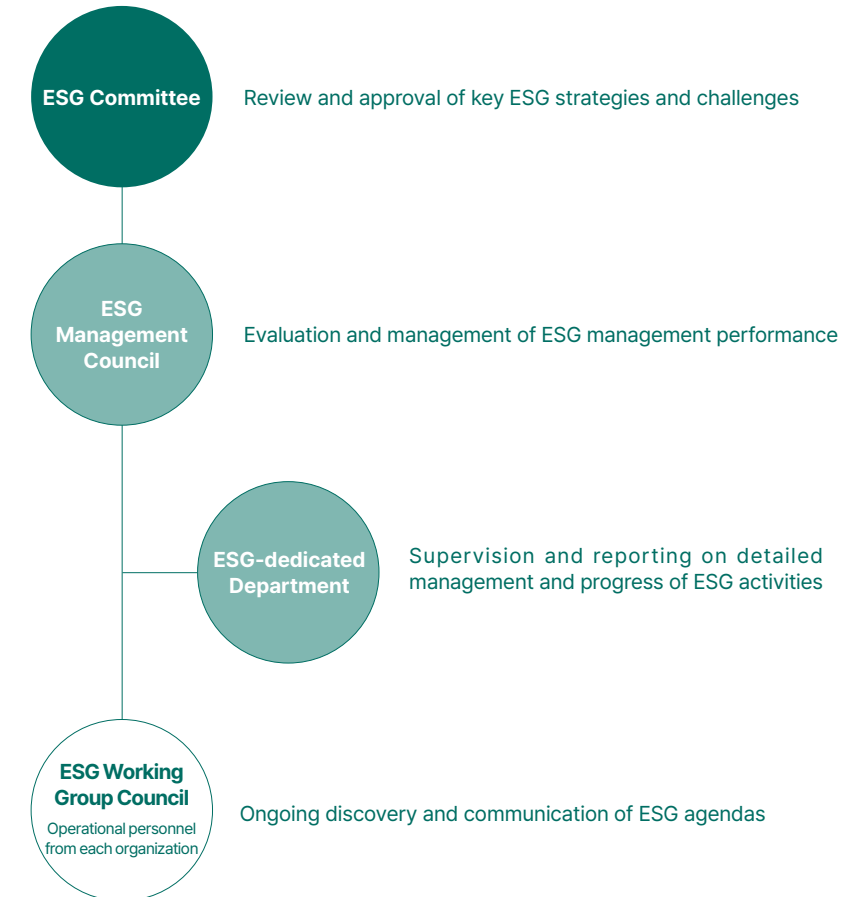 ESG Committee
Review and approval of key ESG strategies and challenges
ESG
Management
Council
Evaluation and management of ESG management performance
ESG-dedicated
Department
Supervision and reporting on detailed
management and progress of ESG activities
ESG Working
Group Council
Operational personnel
from each organization
Ongoing discovery and communication of ESG agendas